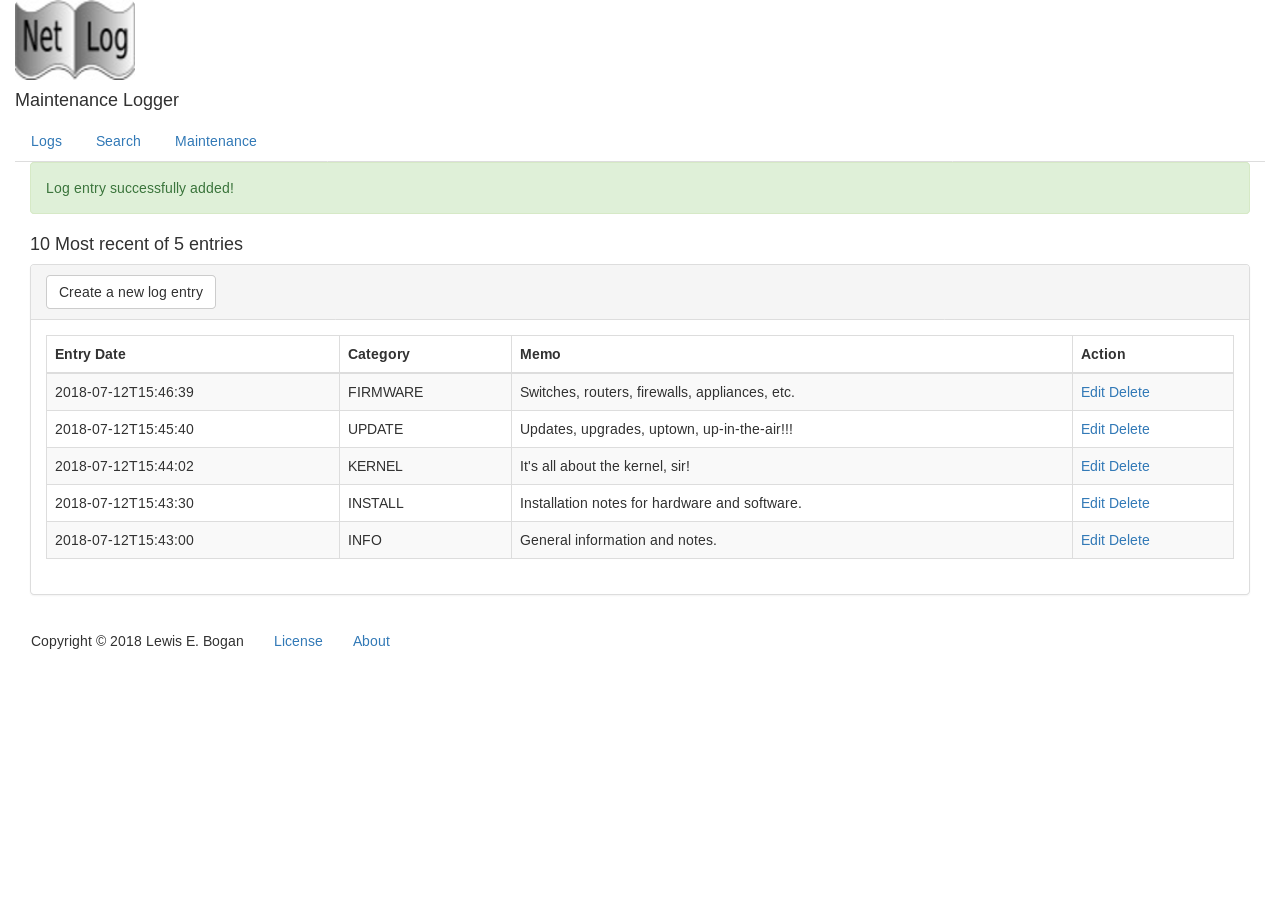 Net Log
Maintenance Logger
Logs Search Maintenance
Log entry successfully added!
10 Most recent of 5 entries
Create a new log entry
Entry Date Category Memo Action
2018-07-12T15:46:39 FIRMWARE Switches, routers, firewalls, appliances, etc. Edit Delete
2018-07-12T15:45:40 UPDATE Updates, upgrades, uptown, up-in-the-air!!! Edit Delete
2018-07-12T15:44:02 KERNEL It's all about the kernel, sir! Edit Delete
2018-07-12T15:43:30 INSTALL Installation notes for hardware and software. Edit Delete
2018-07-12T15:43:00 INFO General information and notes. Edit Delete
Copyright © 2018 Lewis E. Bogan License About